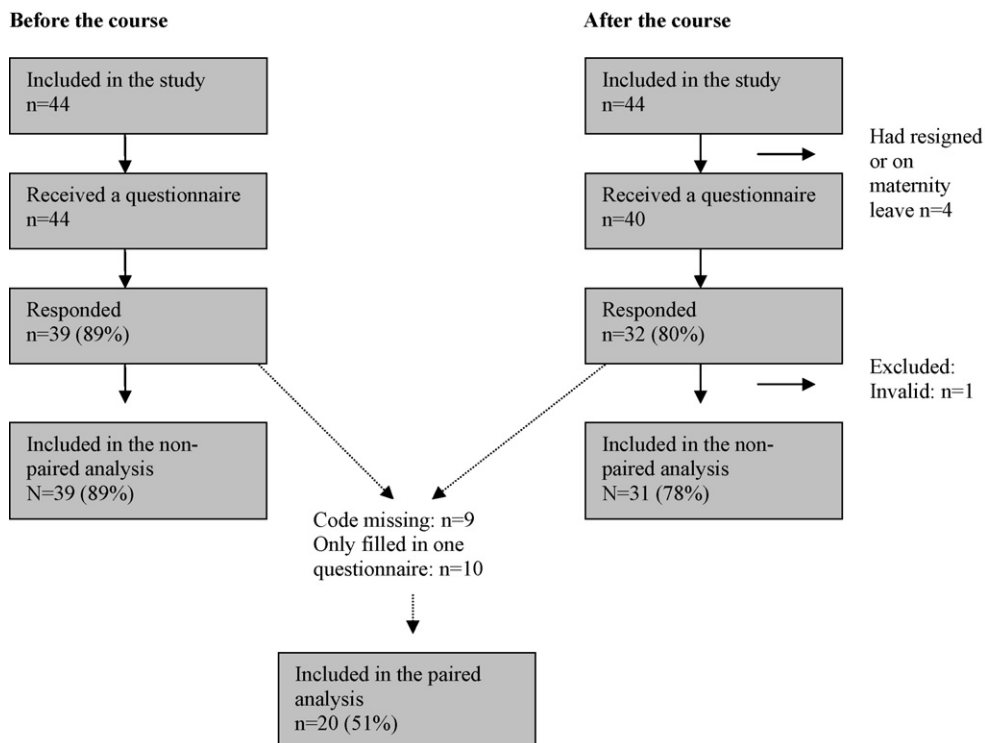 Before the course
Included in the study
n=44
Received a questionnaire
n=44
Responded
n=39 (89%)
Included in the non-
paired analysis
N=39 (89%)
After the course
Included in the study
n=44
Had resigned
or on
maternity
leave n=4
Received a questionnaire
n=40
Responded
n=32 (80%)
Excluded:
Invalid: n=1
Included in the non-
paired analysis
N=31 (78%)
Code missing: n=9
Only filled in one
questionnaire: n=10
Included in the paired
analysis
n=20 (51%)